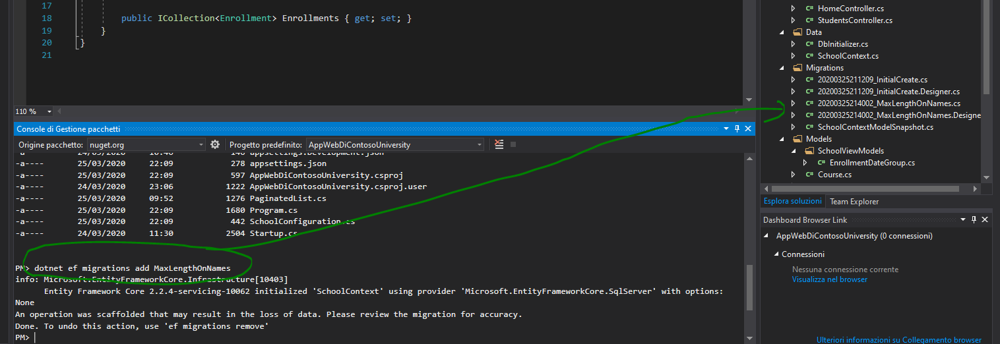 17
18 public ICollection<Enrollment> Enrollments { get; set; }
19 }
20 }
21
110 %
Console di Gestione pacchetti
Origine pacchetto: nuget.org Progetto predefinito: AppWebDiContosoUniversity
-a---- 25/03/2020 22:09 278 appsettings.json
-a---- 25/03/2020 22:09 597 AppWebDiContosoUniversity.csproj
-a---- 24/03/2020 23:06 1222 AppWebDiContosoUniversity.csproj.user
-a---- 25/03/2020 09:52 1276 PaginatedList.cs
-a---- 25/03/2020 22:09 1680 Program.cs
-a---- 25/03/2020 22:09 442 SchoolConfiguration.cs
-a---- 24/03/2020 11:30 2504 Startup.cs
PM> dotnet ef migrations add MaxLengthOnNames
info: Microsoft.EntityFrameworkCore.Infrastructure[10403]
Entity Framework Core 2.2.4-servicing-10062 initialized 'SchoolContext' using provider 'Microsoft.EntityFrameworkCore.SqlServer' with options:
None
An operation was scaffolded that may result in the loss of data. Please review the migration for accuracy.
Done. To undo this action, use 'ef migrations remove'
PM>
C# HomeController.cs
C# StudentsController.cs
Data
C# DbInitializer.cs
C# SchoolContext.cs
Migrations
C# 20200325211209_InitialCreate.cs
C# 20200325211209_InitialCreate.Designer.cs
C# 20200325214002_MaxLengthOnNames.cs
C# 20200325214002_MaxLengthOnNames.Designe
C# SchoolContextModelSnapshot.cs
Models
SchoolViewModels
C# EnrollmentDateGroup.cs
C# Course.cs
Esplora soluzioni Team Explorer
Dashboard Browser Link
AppWebDiContosoUniversity (0 connessioni)
Connessioni
Nessuna connessione corrente
Visualizza nel browser
Ulteriori informazioni su Collegamento browser